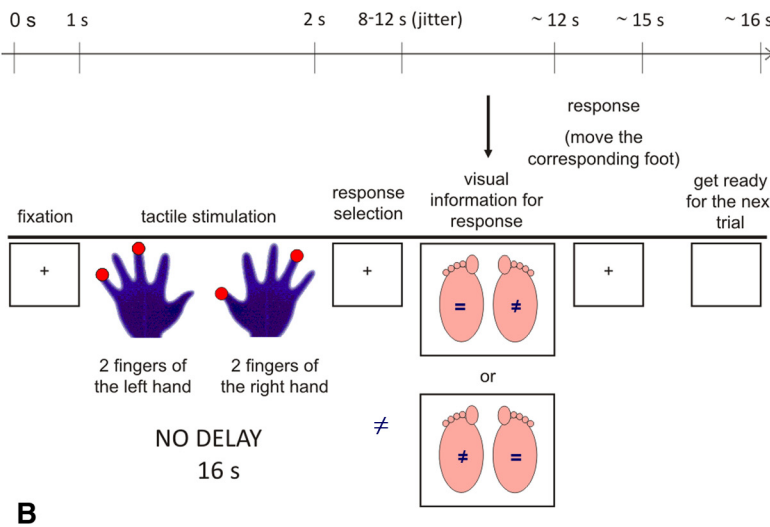 0 s 1 s 2 s 8-12 s (jitter) ~ 12 s ~ 15 s ~ 16 s
response
(move the
corresponding foot)
fixation
tactile stimulation
response
selection
visual
information for
response
get ready
for the nex
trial
+
+
= ≠
+
2 fingers of
the left hand
2 fingers of
the right hand
or
NO DELAY
16 s
≠
≠ =
B